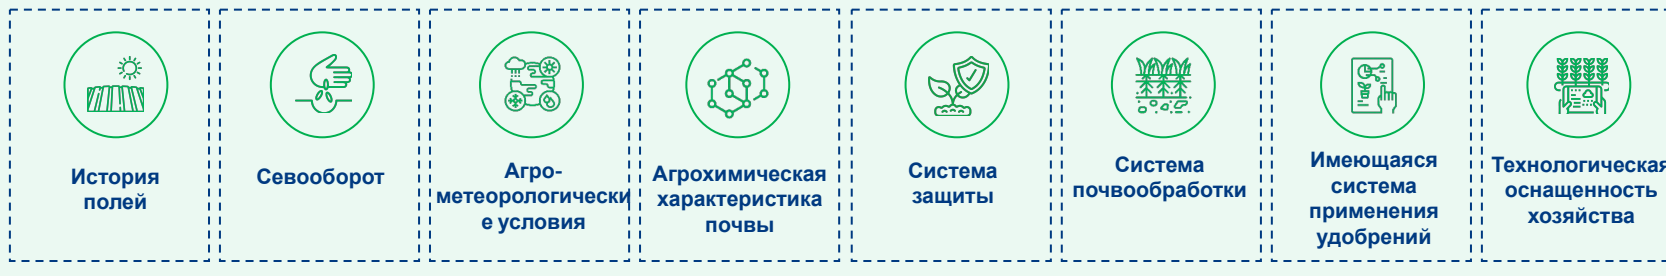 История
полей
Севооборот
Агро-
метеорологически
е условия
Агрохимическая
характеристика
почвы
Система
защиты
Система
почвообработки
Имеющаяся
система
применения
удобрений
Технологическая
оснащенность
хозяйства